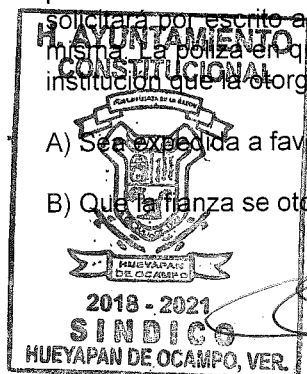 solicitará por escrito a
H. AYUNTAMIENTO
misma. La póliza en q
CONSTITUCIONAL
institución que la otorg
A) Sea expedida a fav
B) Que la fianza se oto
HUEYAPAN
DE OCAMPO
2018 - 2021
SINDICO
HUEYAPAN DE OCAMPO, VER.